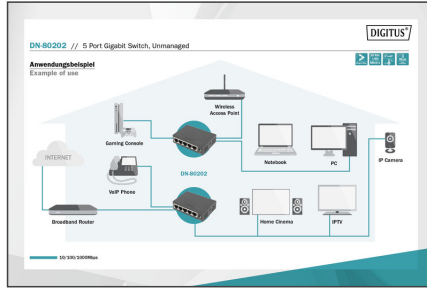 DIGITUS®
DN-80202 // 5 Port Gigabit Switch, Unmanaged
Anwendungsbeispiel
Example of use
Wireless
Access Point
Gaming Console
Notebook
PC
IP Camera
INTERNET
DN-80202
VoIP Phone
Broadband Router
Home Cinema
IPTV
10/100/1000Mbps